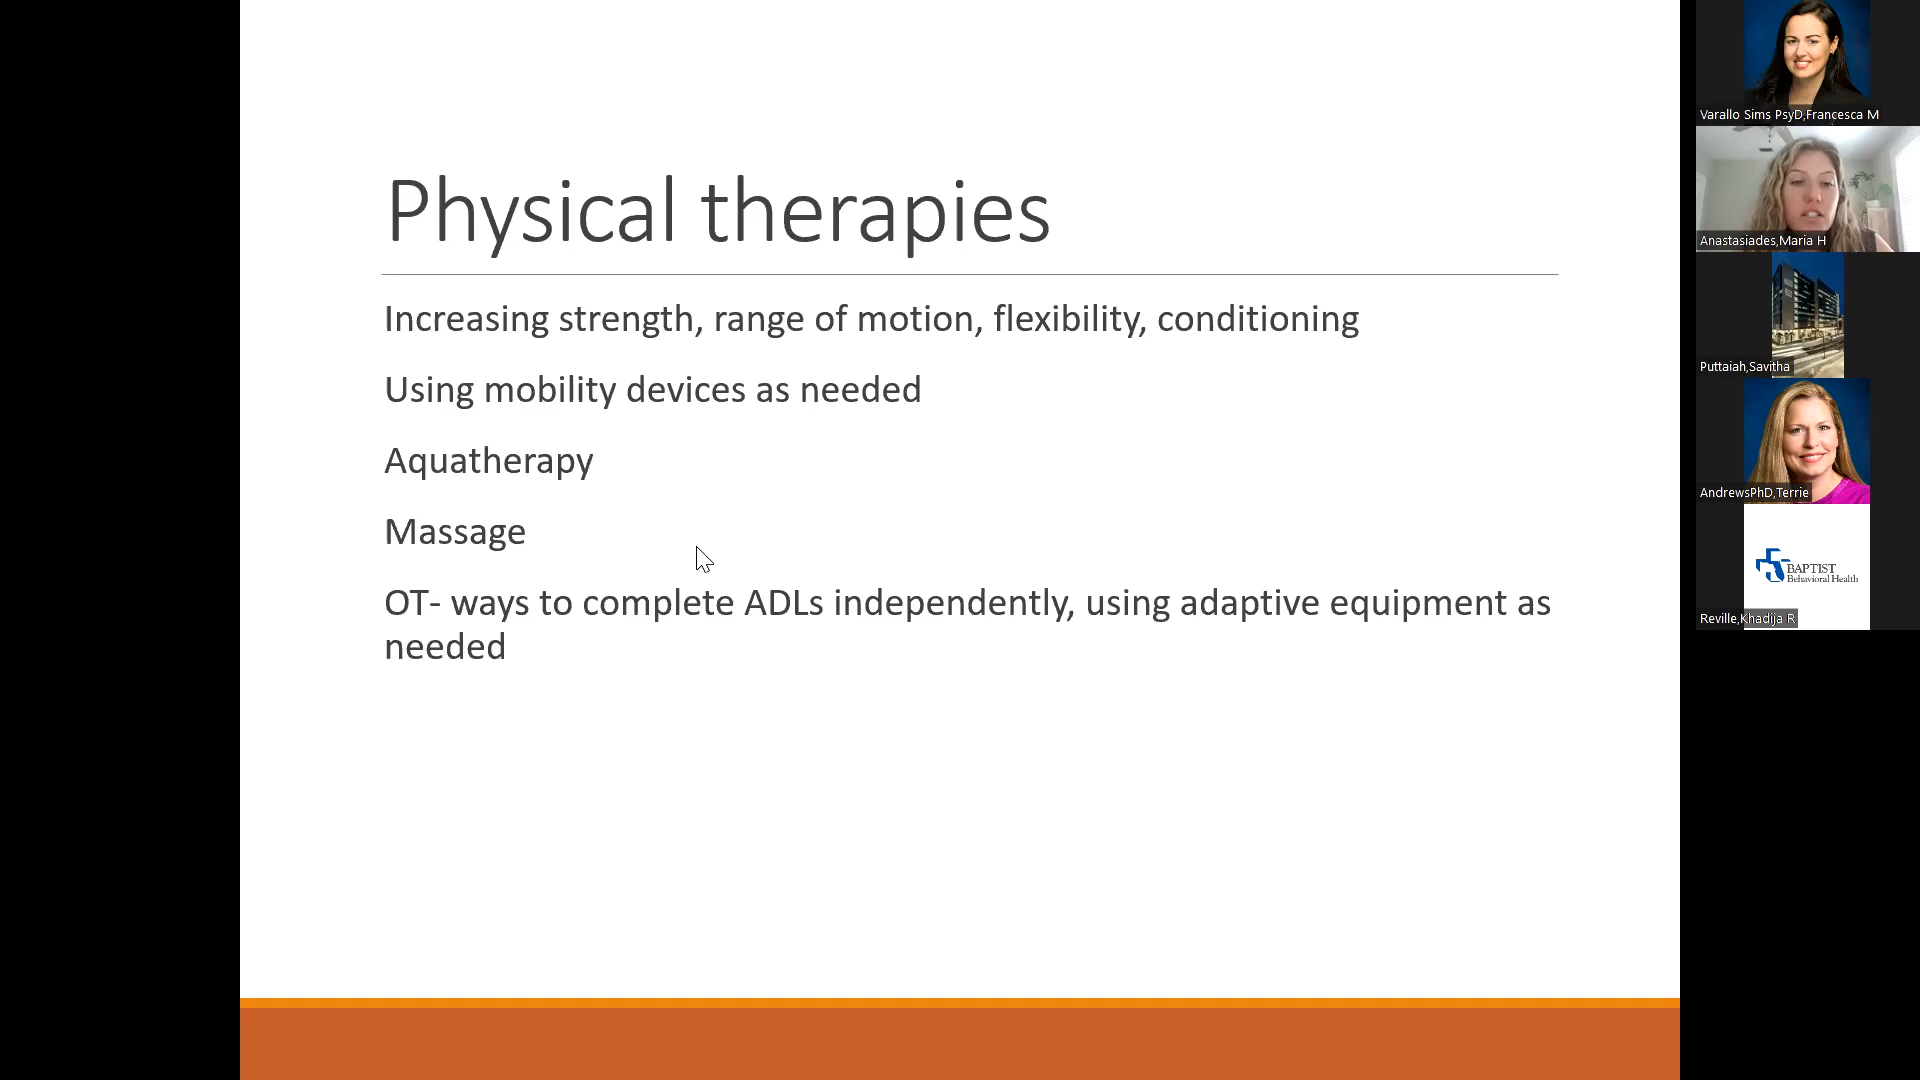 Physical therapies
Increasing strength, range of motion, flexibility, conditioning
Using mobility devices as needed
Aquatherapy
Massage
OT- ways to complete ADLs independently, using adaptive equipment as
needed
Varallo Sims PsyD,Francesca M
Anastasiades,Maria H
Puttaiah,Savitha
AndrewsPhD,Terrie
BAPTIST
Behavioral Health
Reville,Khadija R